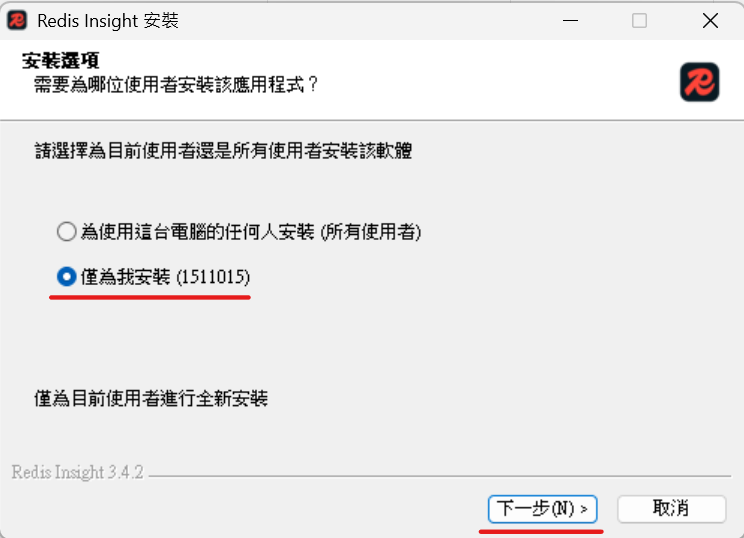 Redis Insight 安裝
安裝選項
需要為哪位使用者安裝該應用程式？
請選擇為目前使用者還是所有使用者安裝該軟體
為使用這台電腦的任何人安裝 (所有使用者)
僅為我安裝 (1511015)
僅為目前使用者進行全新安裝
Redis Insight 3.4.2
下一步(N) >
取消